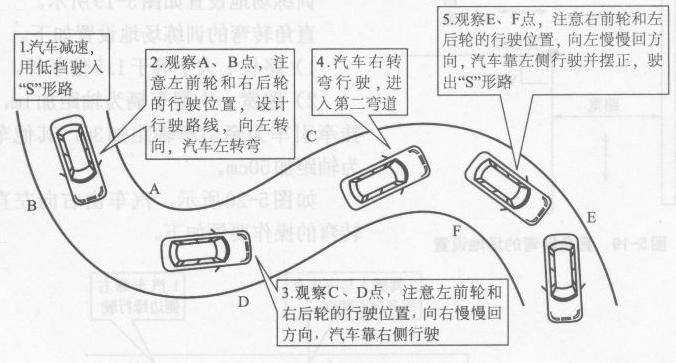 1.汽车减速，
用低挡驶入
“S”形路
2.观察A、B点，注
意左前轮和右后轮
的行驶位置，设计
行驶路线，向左转
向，汽车左转弯
4.汽车右转
弯行驶，进
入第二弯道
5.观察E、F点，注意右前轮和左
后轮的行驶位置，向左慢慢回方
向，汽车靠左侧行驶并摆正，驶
出“S”形路
C
A
B
E
F
D
3.观察C、D点，注意左前轮和
右后轮的行驶位置，向右慢慢回
方向，汽车靠右侧行驶